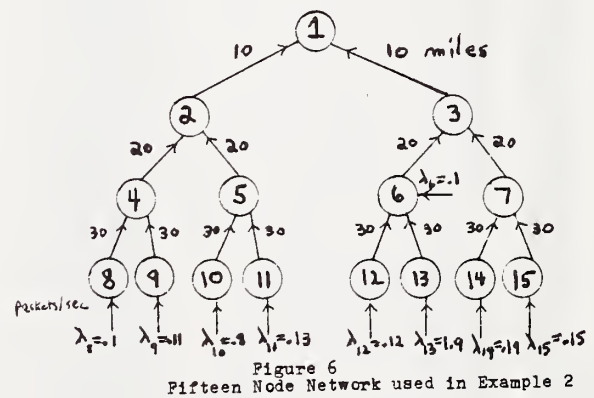 1
10
10 miles
2
3
20
20
20
20
λ₆=.1
4
5
6
7
30
30
30
30
30
30
30
30
8
9
10
11
12
13
14
15
packets/sec
λ₈=.1
λ₉=.11
λ₁₀=.8
λ₁₁=.13
λ₁₂=.12
λ₁₃=1.9
λ₁₄=.19
λ₁₅=.15
Figure 6
Fifteen Node Network used in Example 2